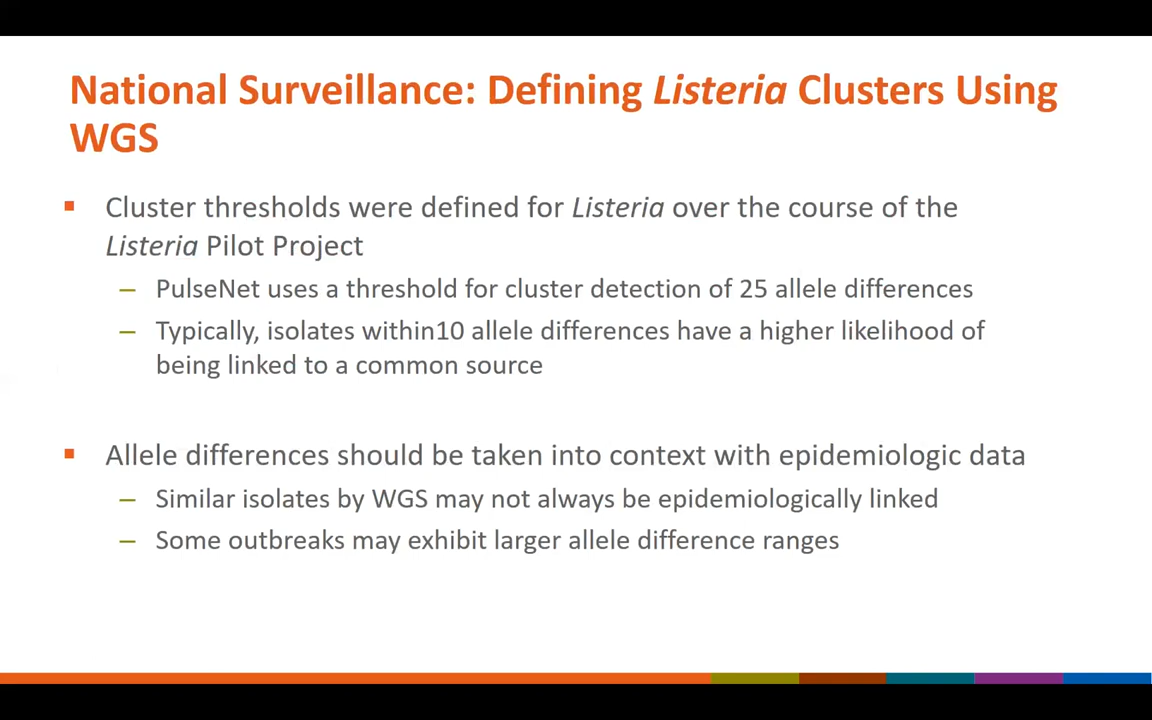 National Surveillance: Defining Listeria Clusters Using
WGS
▪ Cluster thresholds were defined for Listeria over the course of the
Listeria Pilot Project
– PulseNet uses a threshold for cluster detection of 25 allele differences
– Typically, isolates within10 allele differences have a higher likelihood of
being linked to a common source
▪ Allele differences should be taken into context with epidemiologic data
– Similar isolates by WGS may not always be epidemiologically linked
– Some outbreaks may exhibit larger allele difference ranges